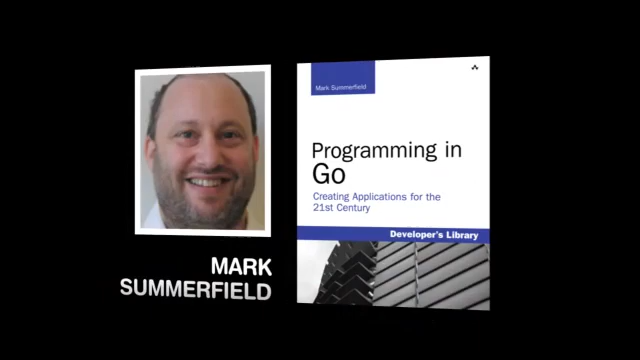 MARK
SUMMERFIELD
Mark Summerfield
Programming in
Go
Creating Applications for the
21st Century
Developer's Library